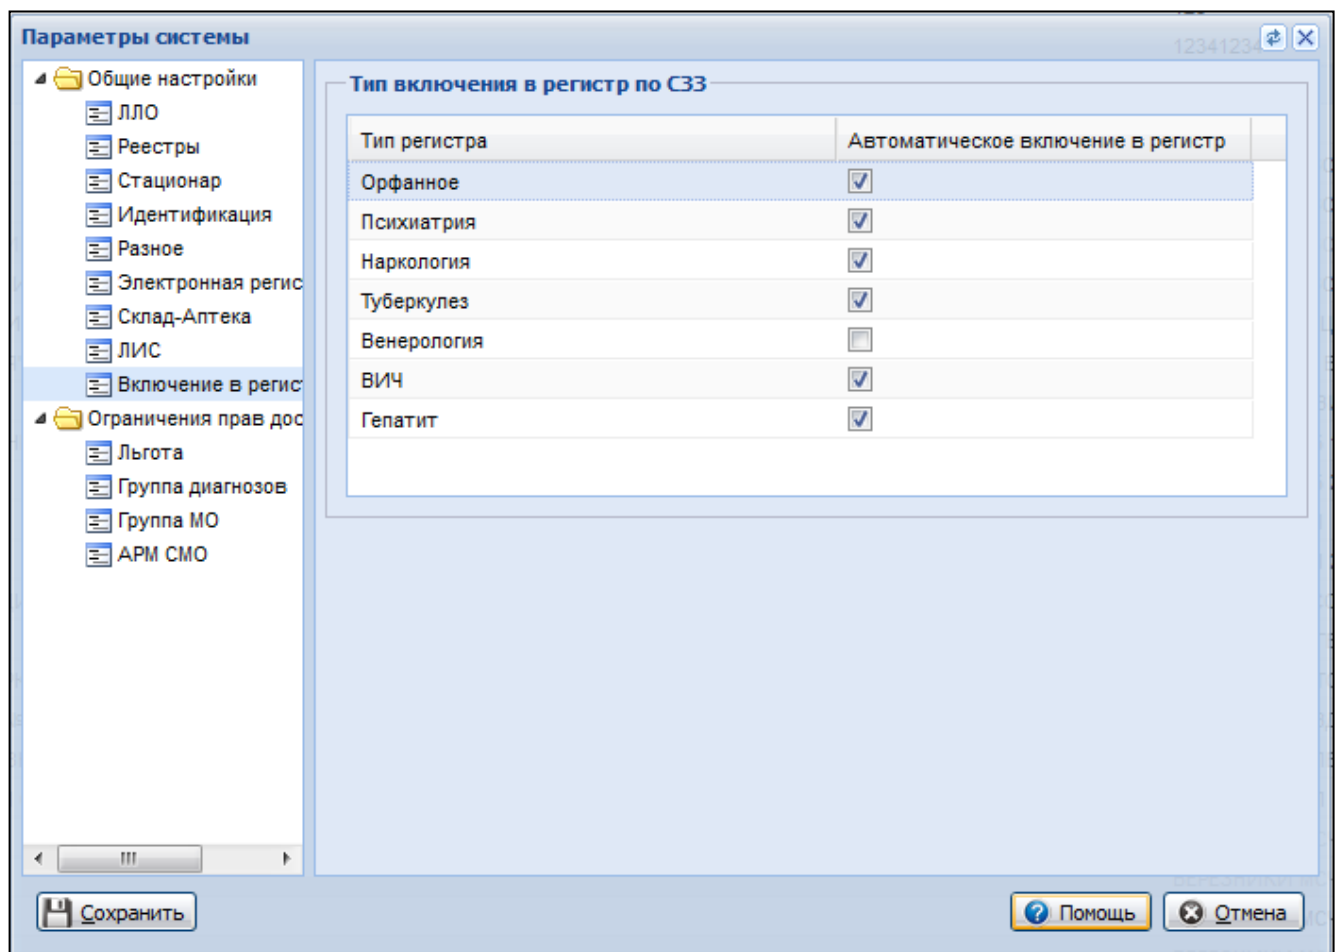 Параметры системы
Общие настройки
ЛЛО
Реестры
Стационар
Идентификация
Разное
Электронная регис
Склад-Аптека
ЛИС
Включение в регист
Ограничения прав дос
Льгота
Группа диагнозов
Группа МО
АРМ СМО
Тип включения в регистр по СЗЗ
Тип регистра Автоматическое включение в регистр
Орфанное
Психиатрия
Наркология
Туберкулез
Венерология
ВИЧ
Гепатит
Сохранить
Помощь
Отмена